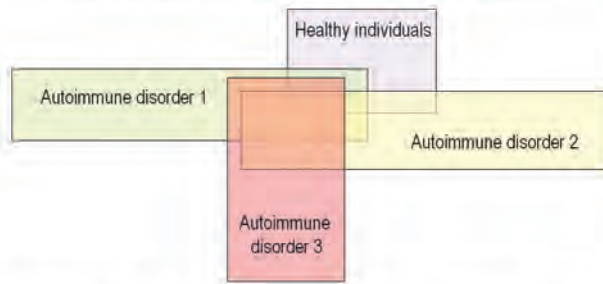 Healthy individuals
Autoimmune disorder 1
Autoimmune disorder 2
Autoimmune
disorder 3